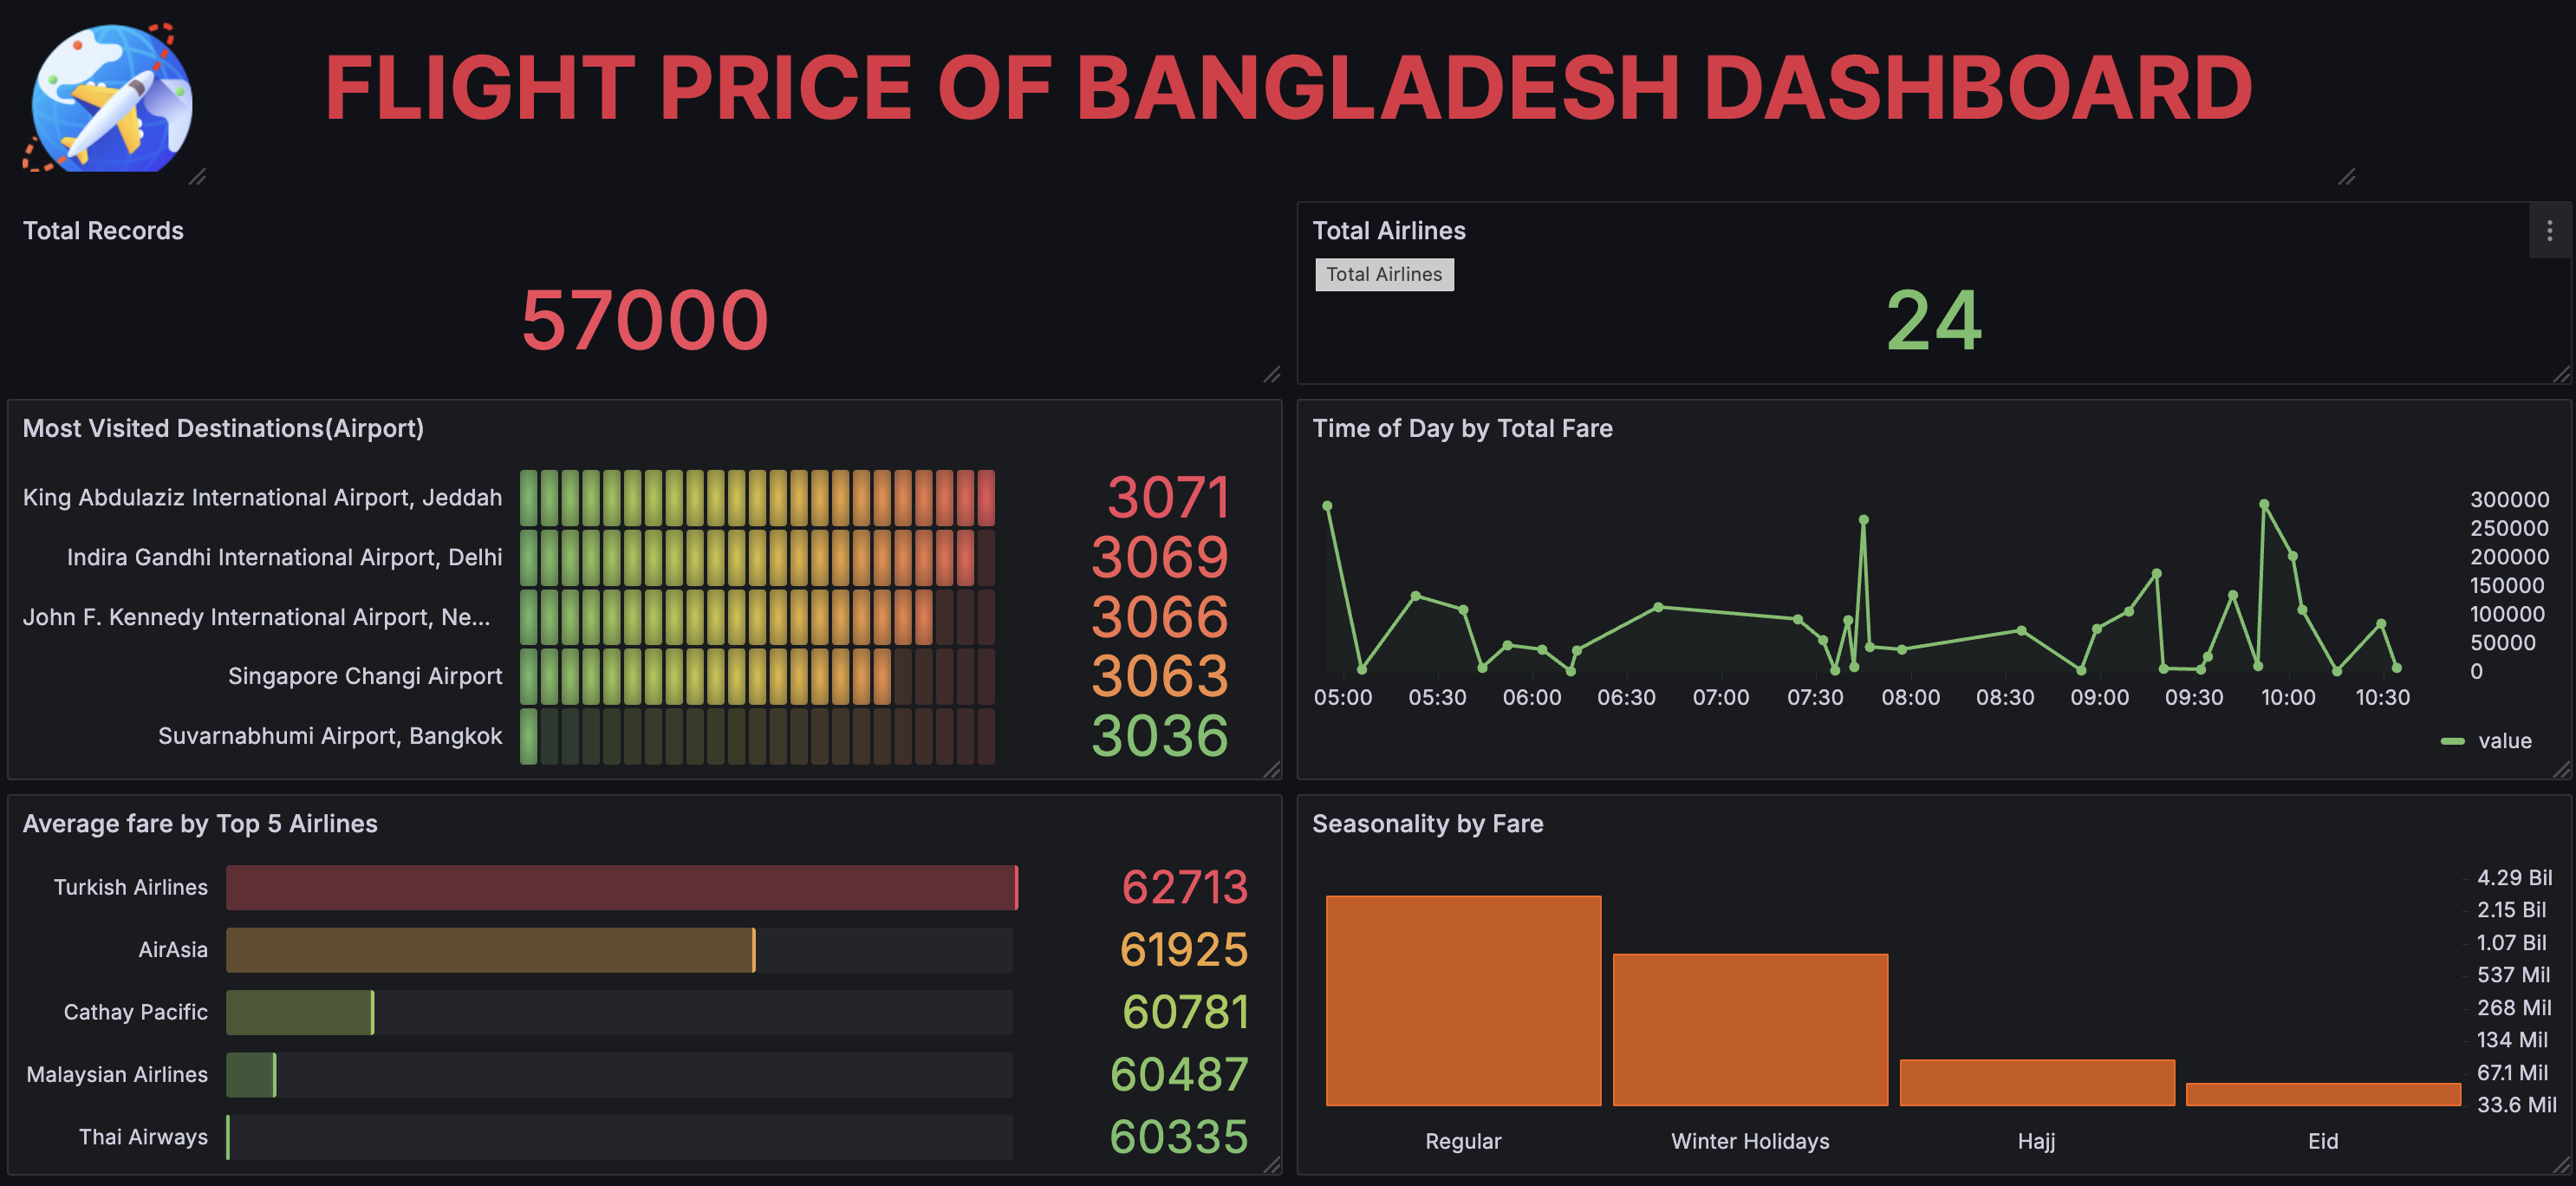 FLIGHT PRICE OF BANGLADESH DASHBOARD
Total Records
57000
Total Airlines
Total Airlines
24
Most Visited Destinations(Airport)
King Abdulaziz International Airport, Jeddah 3071
Indira Gandhi International Airport, Delhi 3069
John F. Kennedy International Airport, Ne... 3066
Singapore Changi Airport 3063
Suvarnabhumi Airport, Bangkok 3036
Time of Day by Total Fare
300000
250000
200000
150000
100000
50000
0
05:00 05:30 06:00 06:30 07:00 07:30 08:00 08:30 09:00 09:30 10:00 10:30
value
Average fare by Top 5 Airlines
Turkish Airlines 62713
AirAsia 61925
Cathay Pacific 60781
Malaysian Airlines 60487
Thai Airways 60335
Seasonality by Fare
4.29 Bil
2.15 Bil
1.07 Bil
537 Mil
268 Mil
134 Mil
67.1 Mil
33.6 Mil
Regular Winter Holidays Hajj Eid